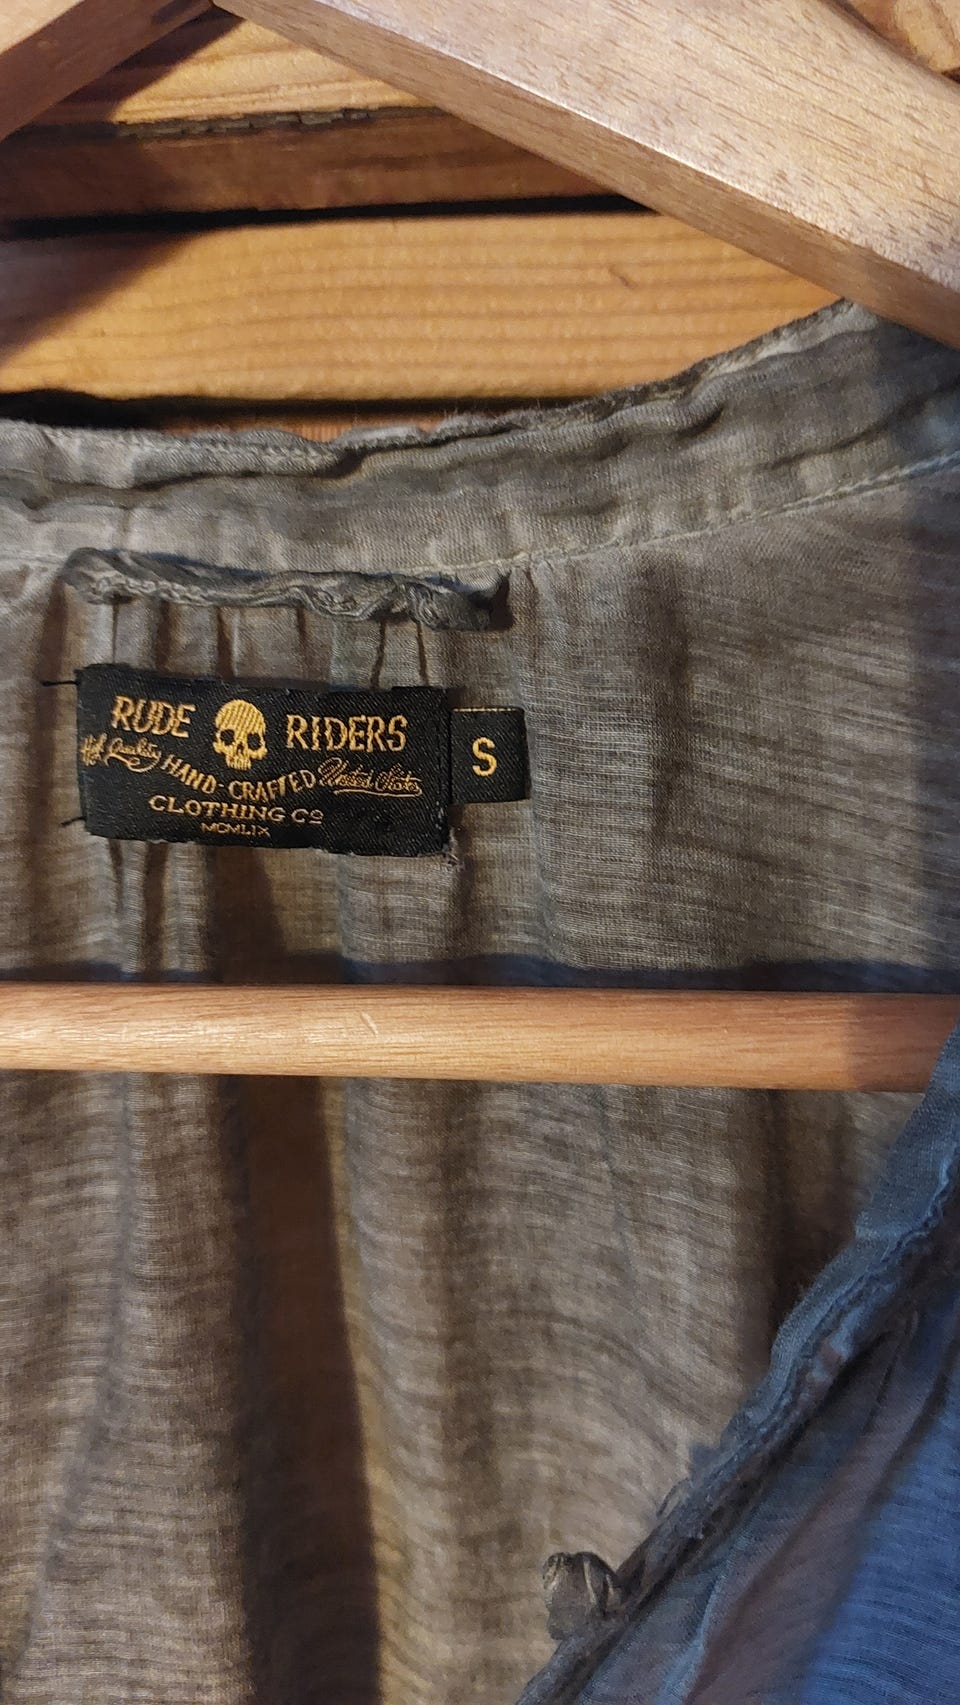 RUDE RIDERS
High Quality HAND-CRAFTED United States
CLOTHING Cº
MCMLIX
S